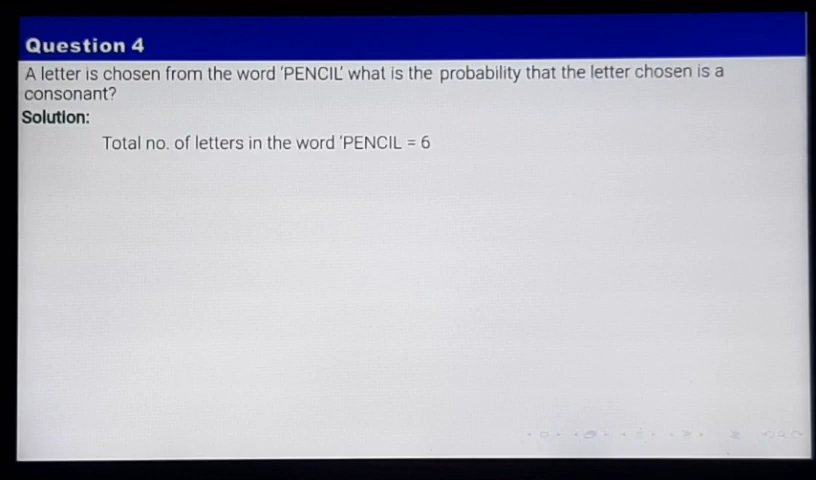 Question 4
A letter is chosen from the word 'PENCIL' what is the probability that the letter chosen is a
consonant?
Solution:
Total no. of letters in the word 'PENCIL = 6